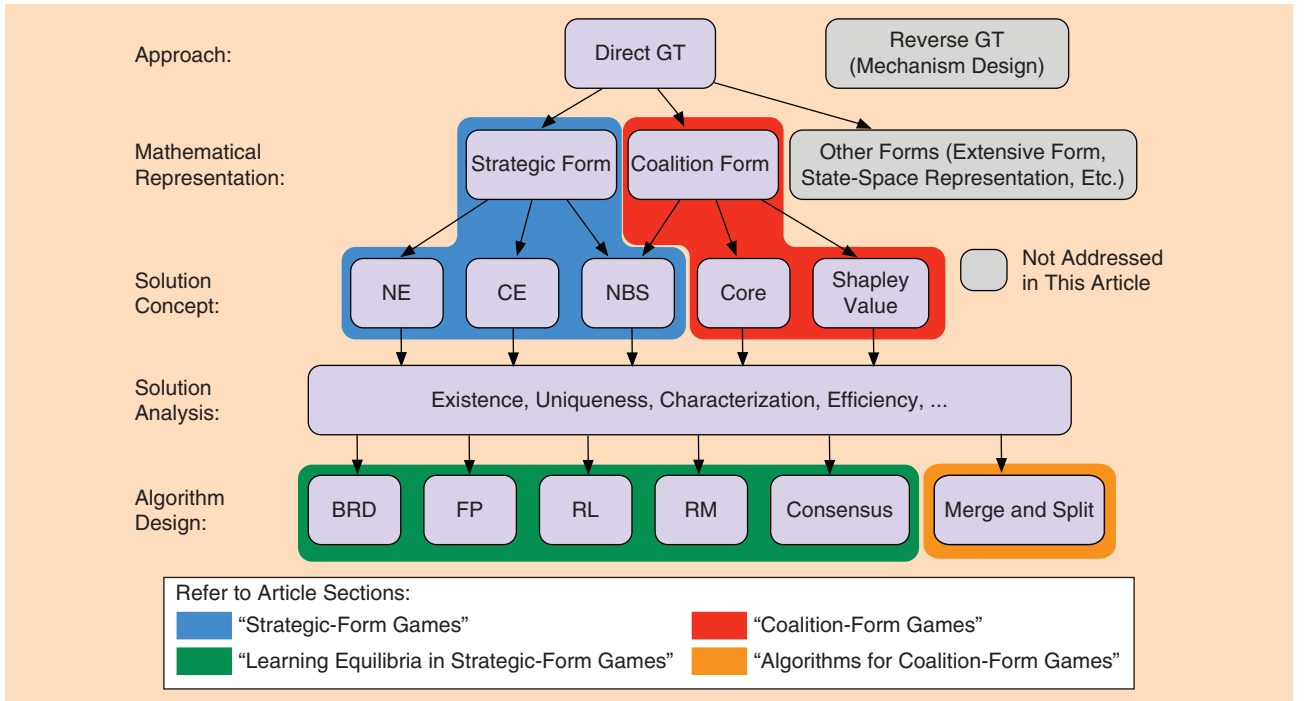 Approach:
Direct GT
Reverse GT
(Mechanism Design)
Mathematical
Representation:
Strategic Form
Coalition Form
Other Forms (Extensive Form,
State-Space Representation, Etc.)
Solution
Concept:
NE
CE
NBS
Core
Shapley
Value
Not Addressed
in This Article
Solution
Analysis:
Existence, Uniqueness, Characterization, Efficiency, ...
Algorithm
Design:
BRD
FP
RL
RM
Consensus
Merge and Split
Refer to Article Sections:
“Strategic-Form Games”
“Coalition-Form Games”
“Learning Equilibria in Strategic-Form Games”
“Algorithms for Coalition-Form Games”